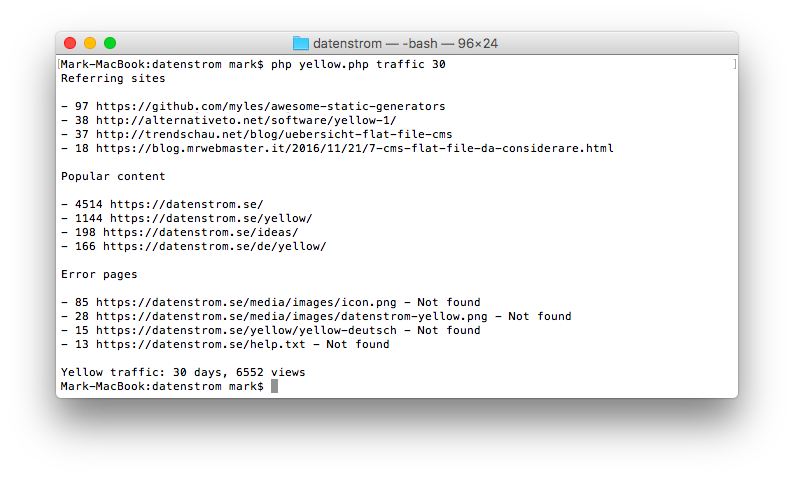 datenstrom — -bash — 96×24
[Mark-MacBook:datenstrom mark$ php yellow.php traffic 30 ]
Referring sites
- 97 https://github.com/myles/awesome-static-generators
- 38 http://alternativeto.net/software/yellow-1/
- 37 http://trendschau.net/blog/uebersicht-flat-file-cms
- 18 https://blog.mrwebmaster.it/2016/11/21/7-cms-flat-file-da-considerare.html
Popular content
- 4514 https://datenstrom.se/
- 1144 https://datenstrom.se/yellow/
- 198 https://datenstrom.se/ideas/
- 166 https://datenstrom.se/de/yellow/
Error pages
- 85 https://datenstrom.se/media/images/icon.png - Not found
- 28 https://datenstrom.se/media/images/datenstrom-yellow.png - Not found
- 15 https://datenstrom.se/yellow/yellow-deutsch - Not found
- 13 https://datenstrom.se/help.txt - Not found
Yellow traffic: 30 days, 6552 views
Mark-MacBook:datenstrom mark$